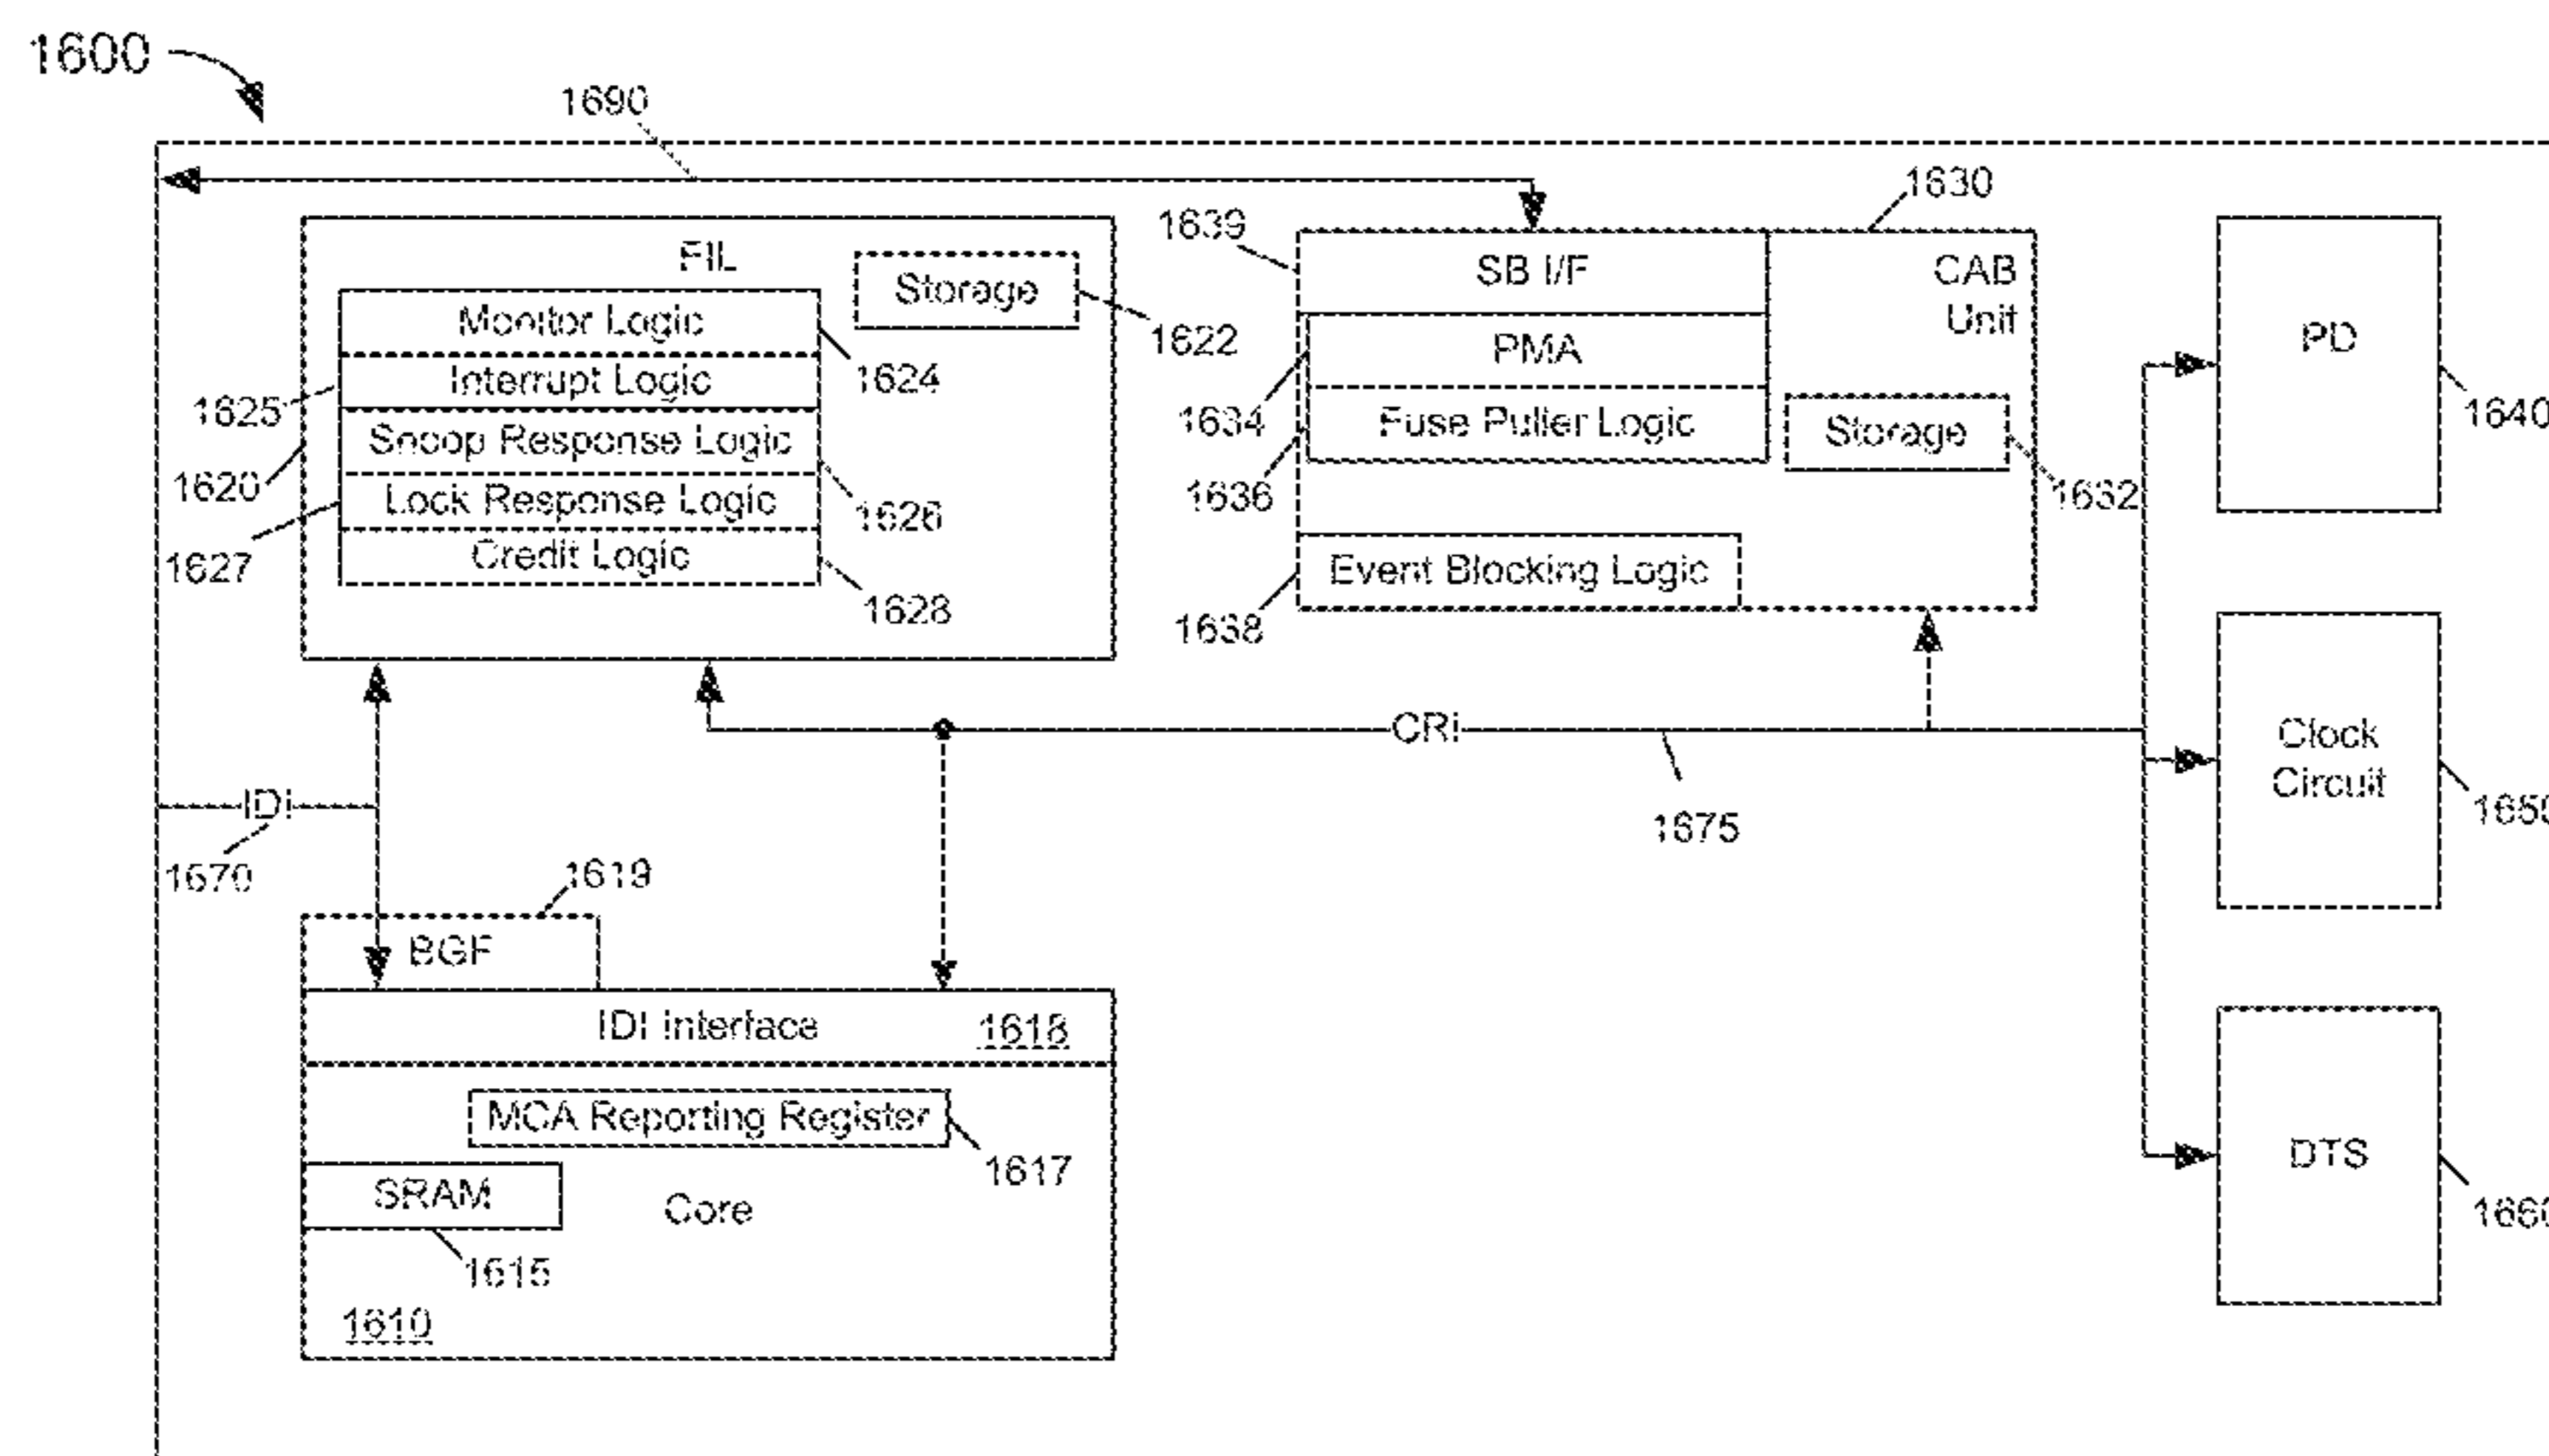 1600
1690
1630
1639
FIL
Storage
SB I/F
CAB
Unit
Monitor Logic
1622
PMA
PD
Interrupt Logic
1624
1625
1634
Fuse Puller Logic
Storage
1640
Snoop Response Logic
1620
1636
1632
Lock Response Logic
1626
1627
Credit Logic
Event Blocking Logic
1628
1638
CRi
Clock
Circuit
IDI
1675
1670
1619
BGF
IDI Interface
1618
MCA Reporting Register
1617
DTS
SRAM
Core
1615
1610